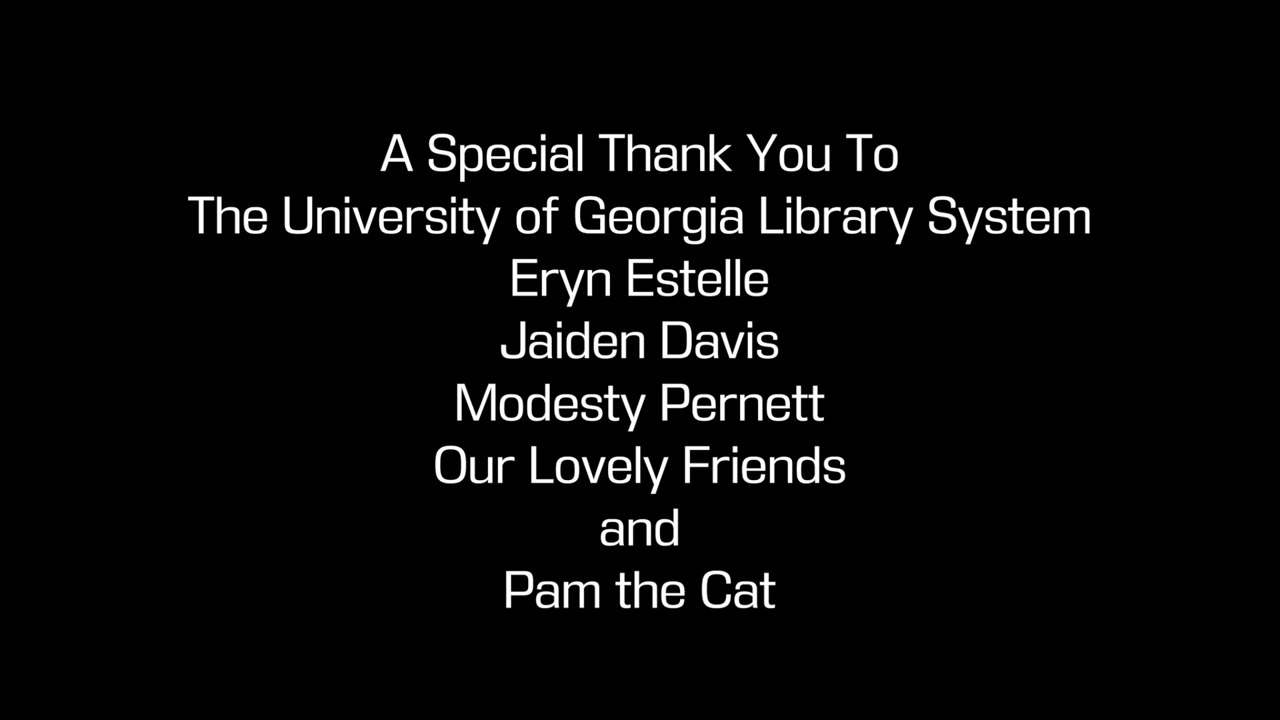 A Special Thank You To
The University of Georgia Library System
Eryn Estelle
Jaiden Davis
Modesty Pernett
Our Lovely Friends
and
Pam the Cat